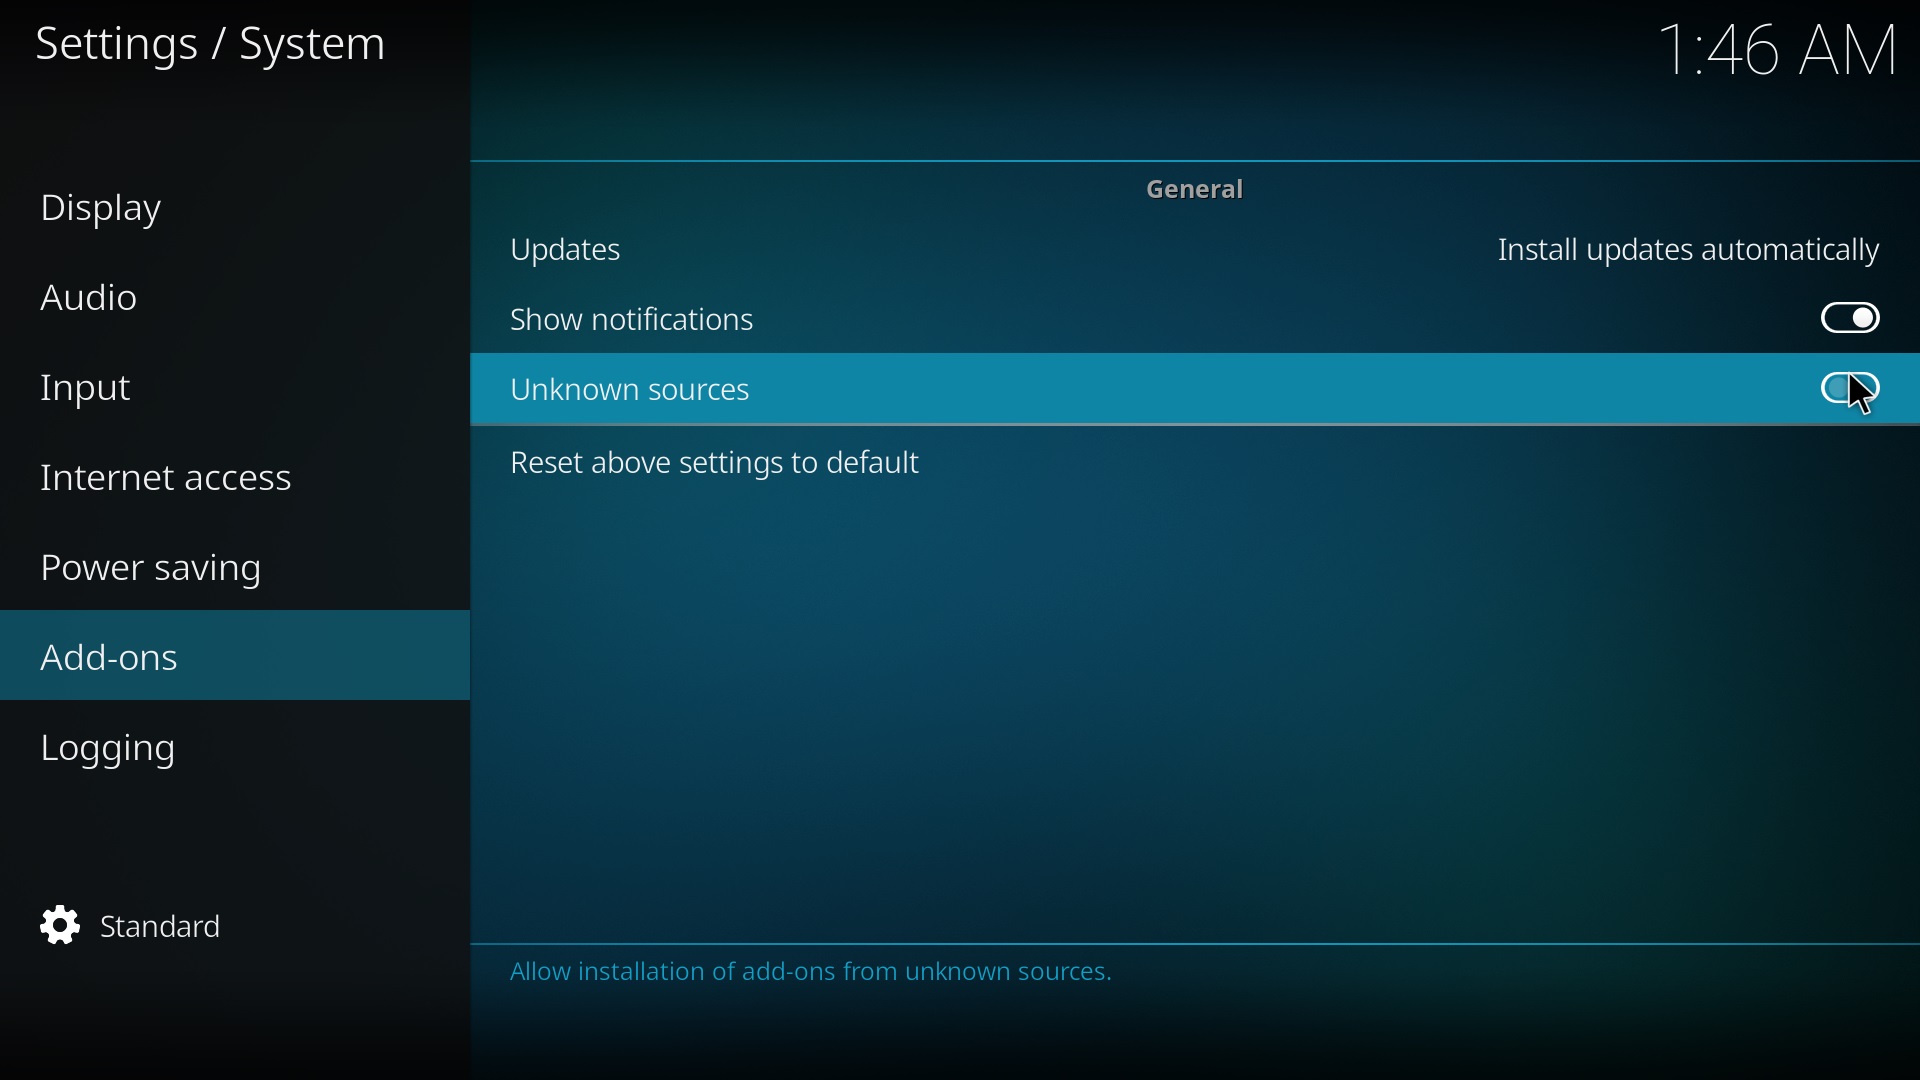 Settings / System
1:46 AM
Display
Audio
Input
Internet access
Power saving
Add-ons
Logging
Standard
General
Updates Install updates automatically
Show notifications
Unknown sources
Reset above settings to default
Allow installation of add-ons from unknown sources.